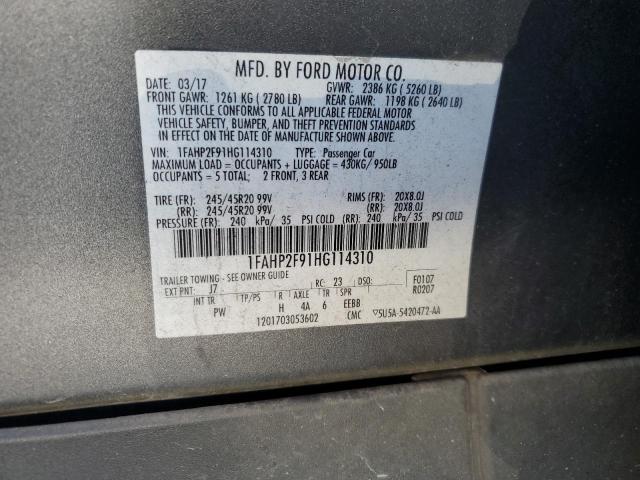 MFD. BY FORD MOTOR CO.
DATE: 03/17 GVWR: 2386 KG ( 5260 LB)
FRONT GAWR: 1261 KG ( 2780 LB) REAR GAWR: 1198 KG ( 2640 LB)
THIS VEHICLE CONFORMS TO ALL APPLICABLE FEDERAL MOTOR
VEHICLE SAFETY, BUMPER, AND THEFT PREVENTION STANDARDS
IN EFFECT ON THE DATE OF MANUFACTURE SHOWN ABOVE.
VIN: 1FAHP2F91HG114310 TYPE: Passenger Car
MAXIMUM LOAD = OCCUPANTS + LUGGAGE = 430KG/ 950LB
OCCUPANTS = 5 TOTAL; 2 FRONT, 3 REAR
TIRE (FR): 245/45R20 99V RIMS (FR): 20X8.0J
(RR): 245/45R20 99V (RR): 20X8.0J
PRESSURE (FR): 240 kPa/ 35 PSI COLD (RR): 240 kPa/ 35 PSI COLD
1FAHP2F91HG114310
TRAILER TOWING - SEE OWNER GUIDE
EXT PNT: J7 RC: 23 DSO: F0107
INT TR TP/PS R AXLE TR SPR R0207
PW H 4A 6 EEBB
1201703053602 CMC ▽5U5A-5420472-AA